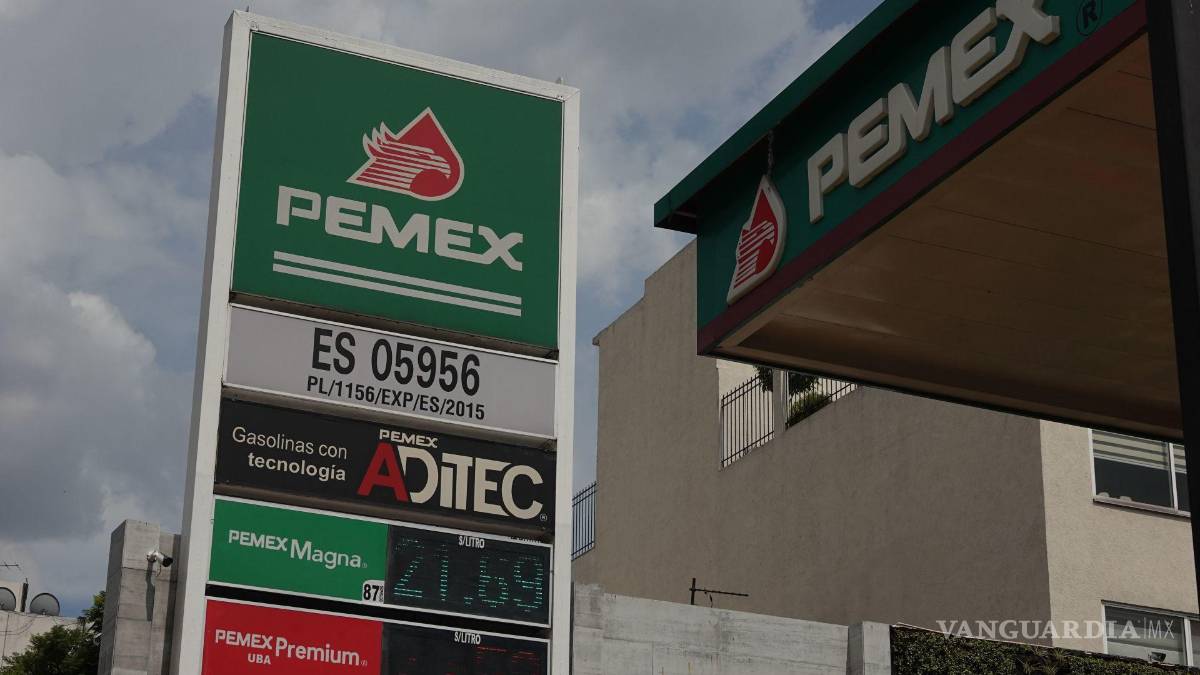 PEMEX
ES 05956
PL/1156/EXP/ES/2015
Gasolinas con
tecnología
PEMEX
ADITEC
PEMEX Magna
87
$/LITRO
21.69
PEMEX Premium
UBA
$/LITRO
PEMEX
VANGUARDIA|MX